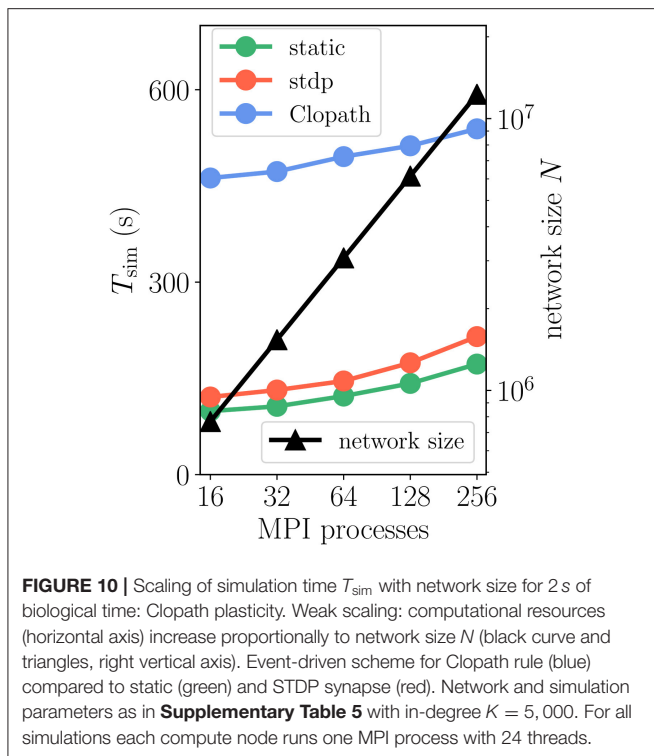 static
stdp
Clopath
600
300
0
T_sim (s)
10^7
10^6
network size N
network size
16 32 64 128 256
MPI processes
FIGURE 10 | Scaling of simulation time T_sim with network size for 2 s of
biological time: Clopath plasticity. Weak scaling: computational resources
(horizontal axis) increase proportionally to network size N (black curve and
triangles, right vertical axis). Event-driven scheme for Clopath rule (blue)
compared to static (green) and STDP synapse (red). Network and simulation
parameters as in Supplementary Table 5 with in-degree K = 5, 000. For all
simulations each compute node runs one MPI process with 24 threads.